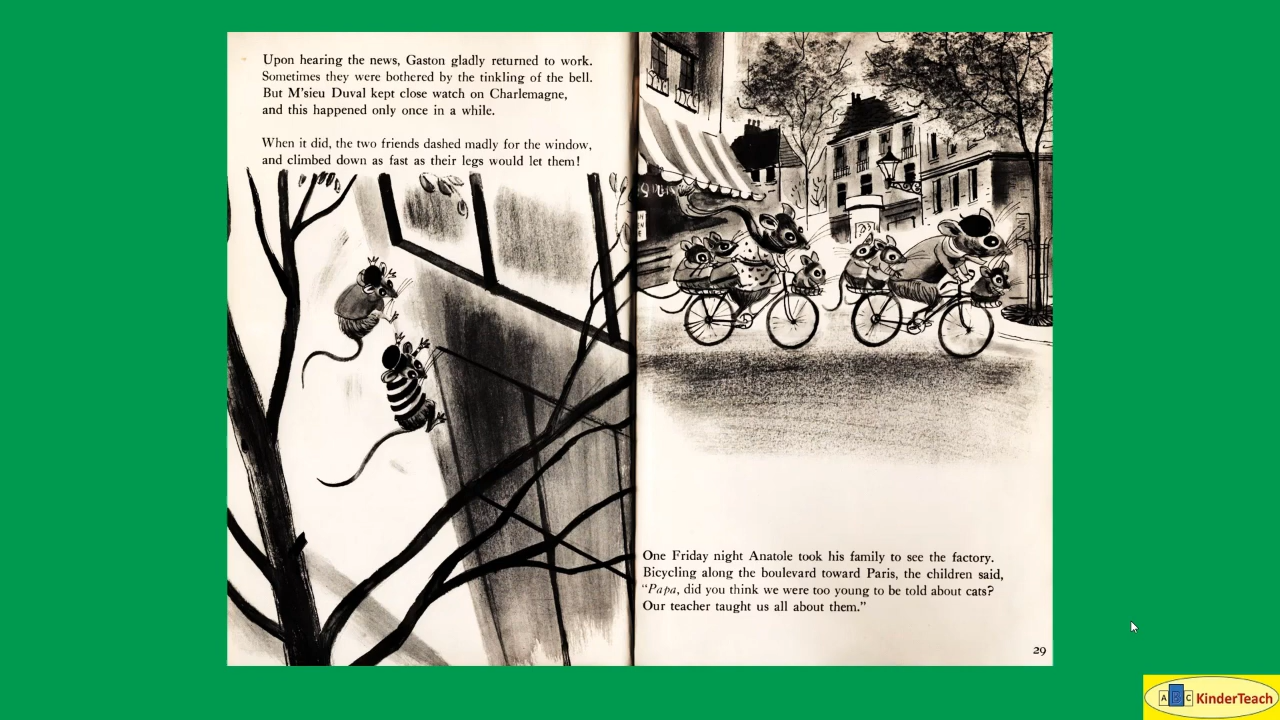 Upon hearing the news, Gaston gladly returned to work.
Sometimes they were bothered by the tinkling of the bell.
But M'sieu Duval kept close watch on Charlemagne,
and this happened only once in a while.
When it did, the two friends dashed madly for the window,
and climbed down as fast as their legs would let them!
One Friday night Anatole took his family to see the factory.
Bicycling along the boulevard toward Paris, the children said,
“Papa, did you think we were too young to be told about cats?
Our teacher taught us all about them.”
29
A B C KinderTeach